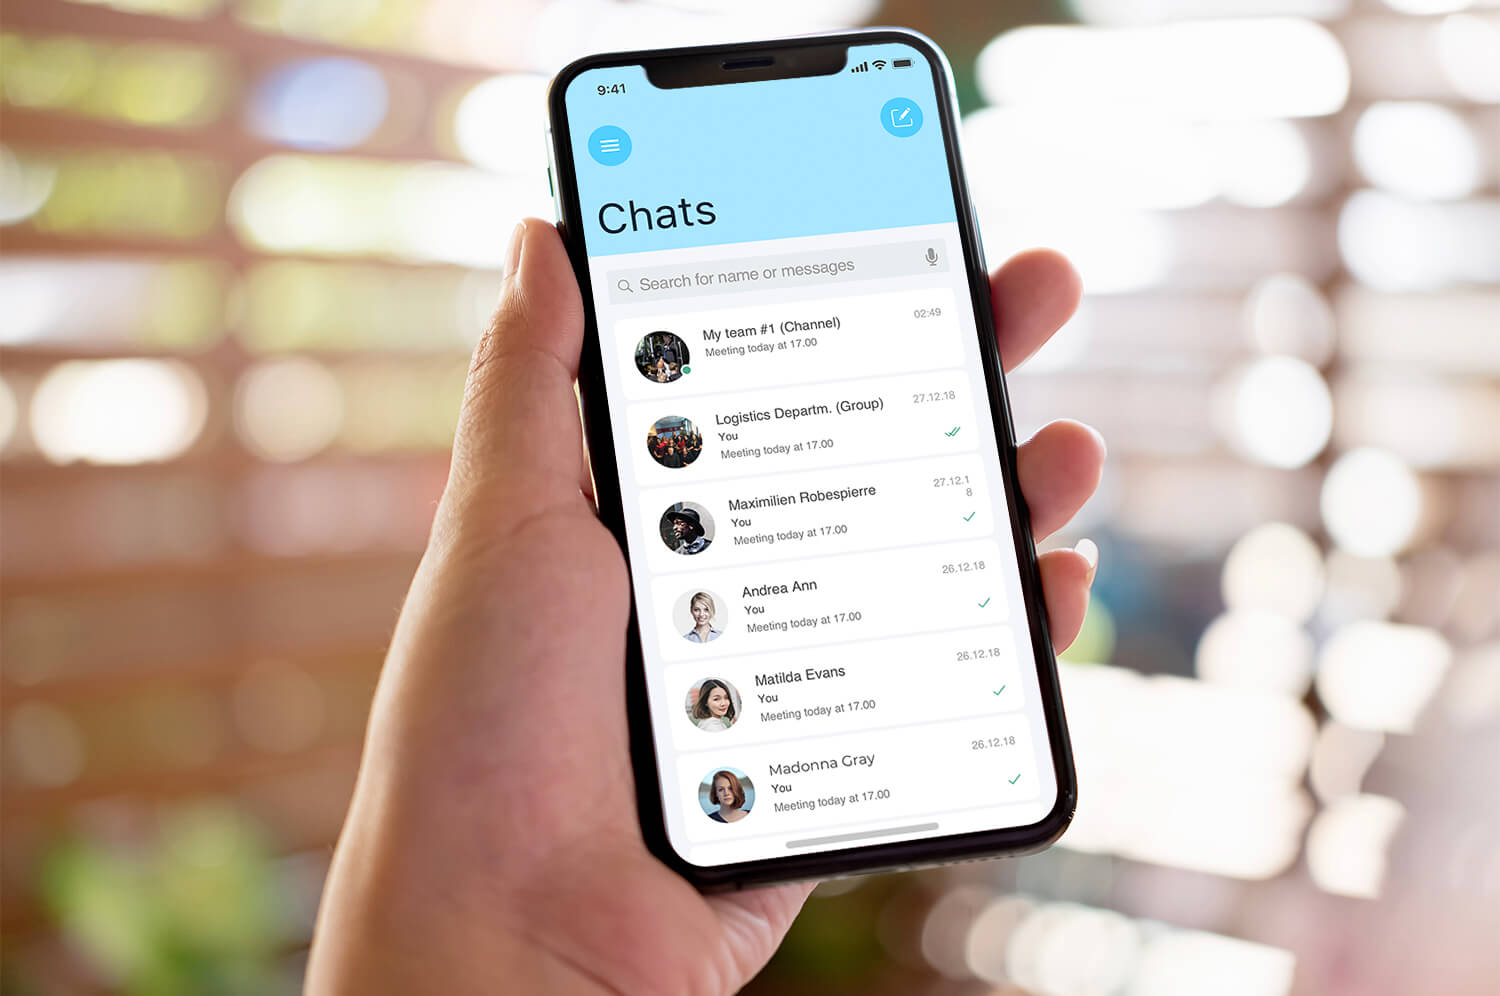 9:41
Chats
Search for name or messages
My team #1 (Channel)
02:49
Meeting today at 17.00
Logistics Departm. (Group)
27.12.18
You
Meeting today at 17.00
Maximilien Robespierre
27.12.1
8
You
Meeting today at 17.00
Andrea Ann
26.12.18
You
Meeting today at 17.00
Matilda Evans
26.12.18
You
Meeting today at 17.00
Madonna Gray
26.12.18
You
Meeting today at 17.00